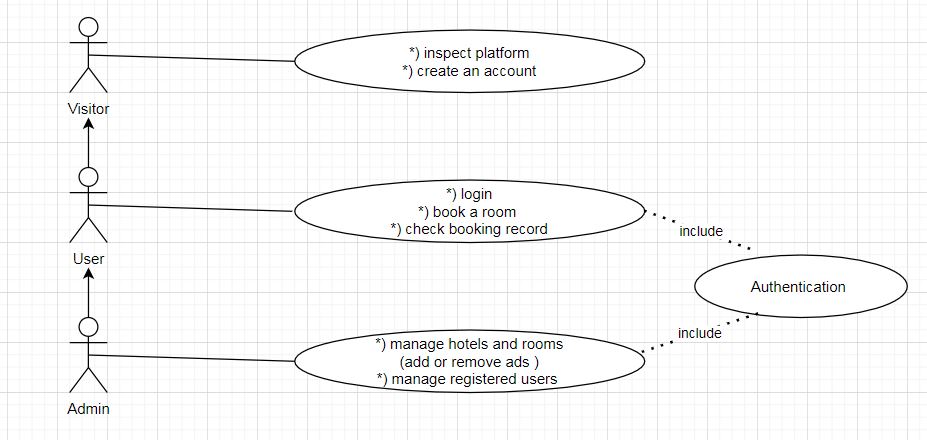 *) inspect platform
*) create an account
Visitor
*) login
*) book a room
*) check booking record
include
User
Authentication
include
*) manage hotels and rooms
(add or remove ads )
*) manage registered users
Admin